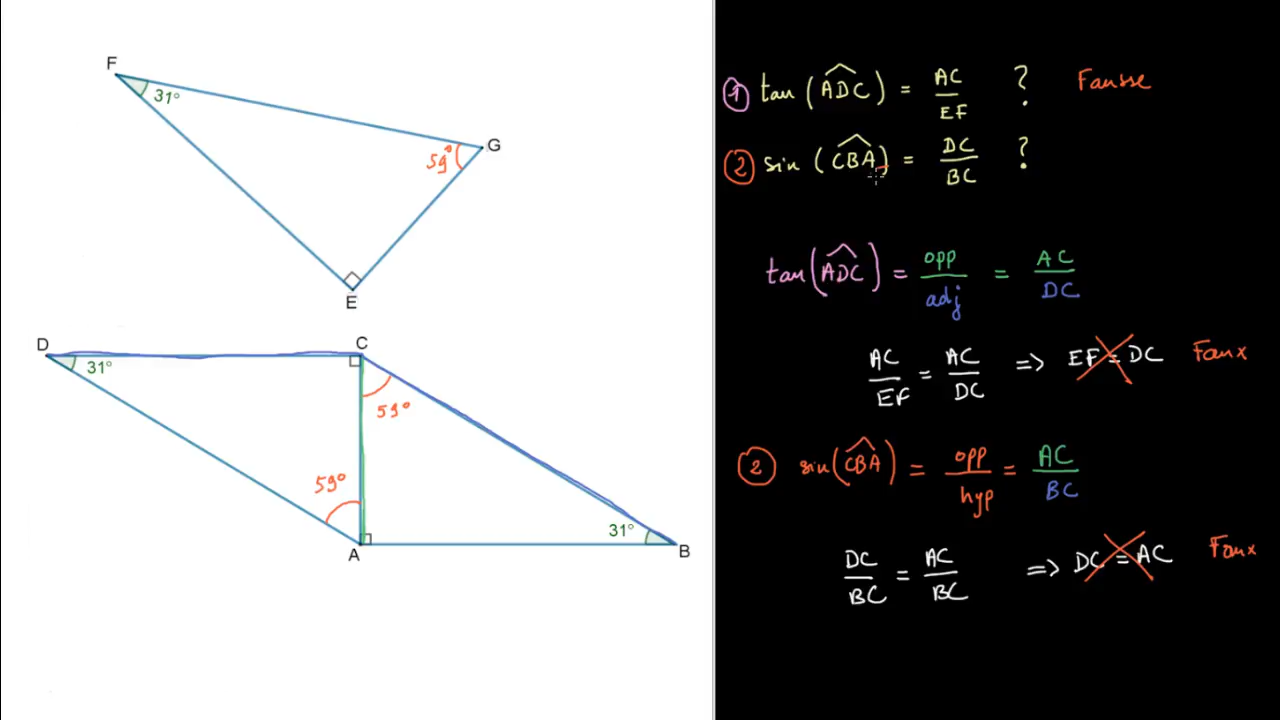 F
31°
G
59°
E
D
C
31°
59°
59°
31°
A
B
① tan (ADC) = AC/EF ? Fausse
② sin (CBA) = DC/BC ?
tan(ADC) = opp/adj = AC/DC
AC/EF = AC/DC => EF = DC Faux
② sin(CBA) = opp/hyp = AC/BC
DC/BC = AC/BC => DC = AC Faux